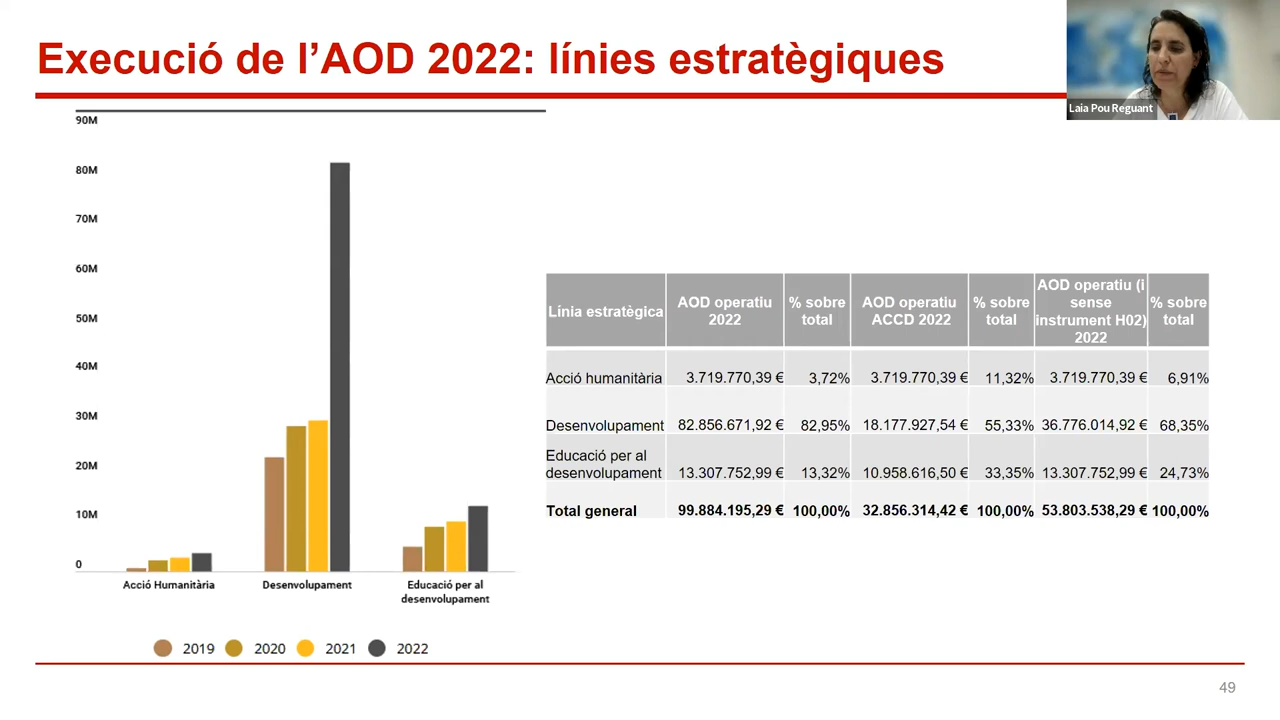 Execució de l’AOD 2022: línies estratègiques
Laia Pou Reguant
90M
80M
70M
60M
50M
40M
30M
20M
10M
0
Acció Humanitària
Desenvolupament
Educació per al
desenvolupament
2019 2020 2021 2022
Línia estratègica
AOD operatiu
2022
% sobre
total
AOD operatiu
ACCD 2022
% sobre
total
AOD operatiu (i
sense
instrument H02)
2022
% sobre
total
Acció humanitària 3.719.770,39 € 3,72% 3.719.770,39 € 11,32% 3.719.770,39 € 6,91%
Desenvolupament 82.856.671,92 € 82,95% 18.177.927,54 € 55,33% 36.776.014,92 € 68,35%
Educació per al
desenvolupament 13.307.752,99 € 13,32% 10.958.616,50 € 33,35% 13.307.752,99 € 24,73%
Total general 99.884.195,29 € 100,00% 32.856.314,42 € 100,00% 53.803.538,29 € 100,00%
49